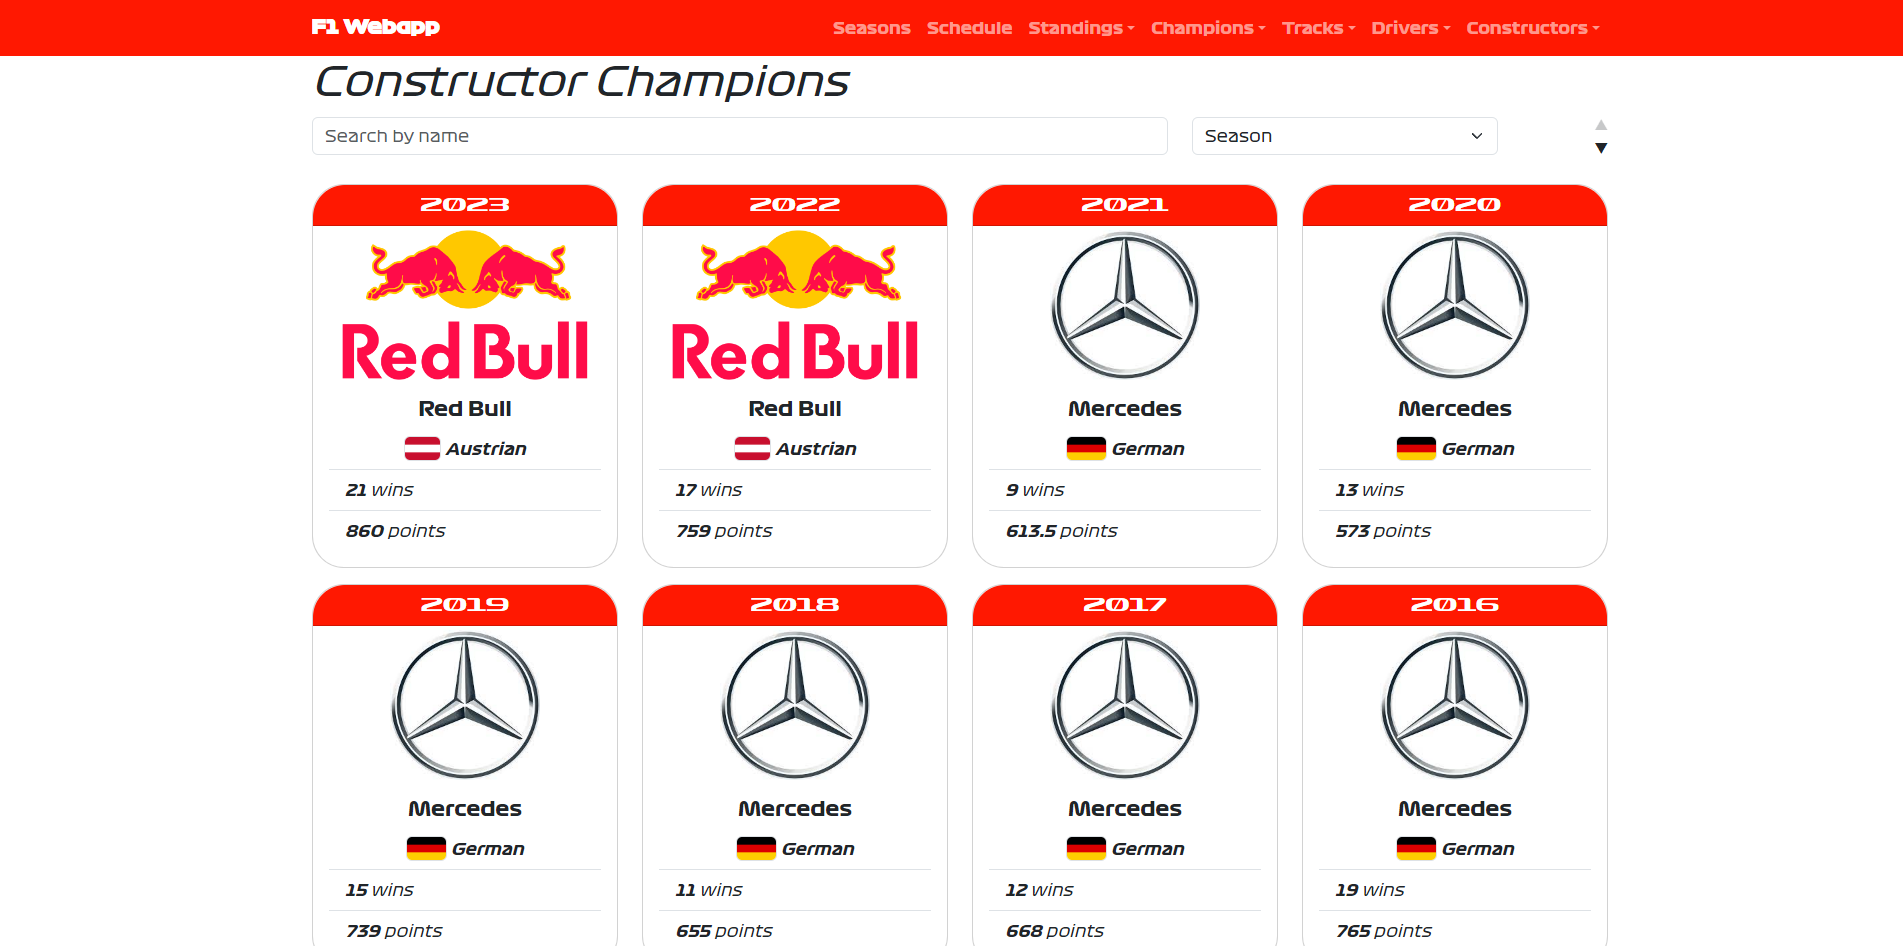 F1 Webapp Seasons Schedule Standings Champions Tracks Drivers Constructors
Constructor Champions
Search by name Season
2023 2022 2021 2020
Red Bull Red Bull
Red Bull Red Bull Mercedes Mercedes
Austrian Austrian German German
21 wins 17 wins 9 wins 13 wins
860 points 759 points 613.5 points 573 points
2019 2018 2017 2016
Mercedes Mercedes Mercedes Mercedes
German German German German
15 wins 11 wins 12 wins 19 wins
739 points 655 points 668 points 765 points